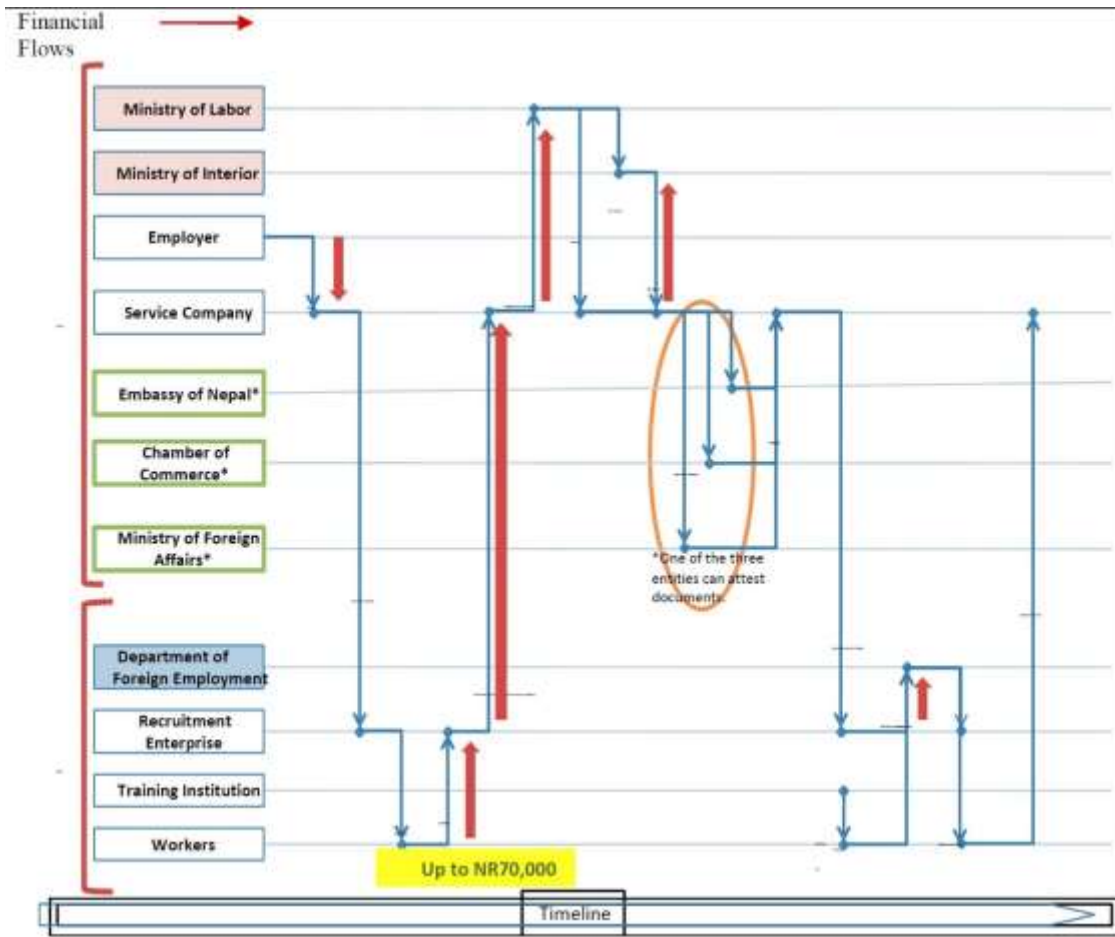 Financial
Flows
Ministry of Labor
Ministry of Interior
Employer
Service Company
Embassy of Nepal*
Chamber of
Commerce*
Ministry of Foreign
Affairs*
*One of the three
entities can attest
documents.
Department of
Foreign Employment
Recruitment
Enterprise
Training Institution
Workers
Up to NR70,000
Timeline